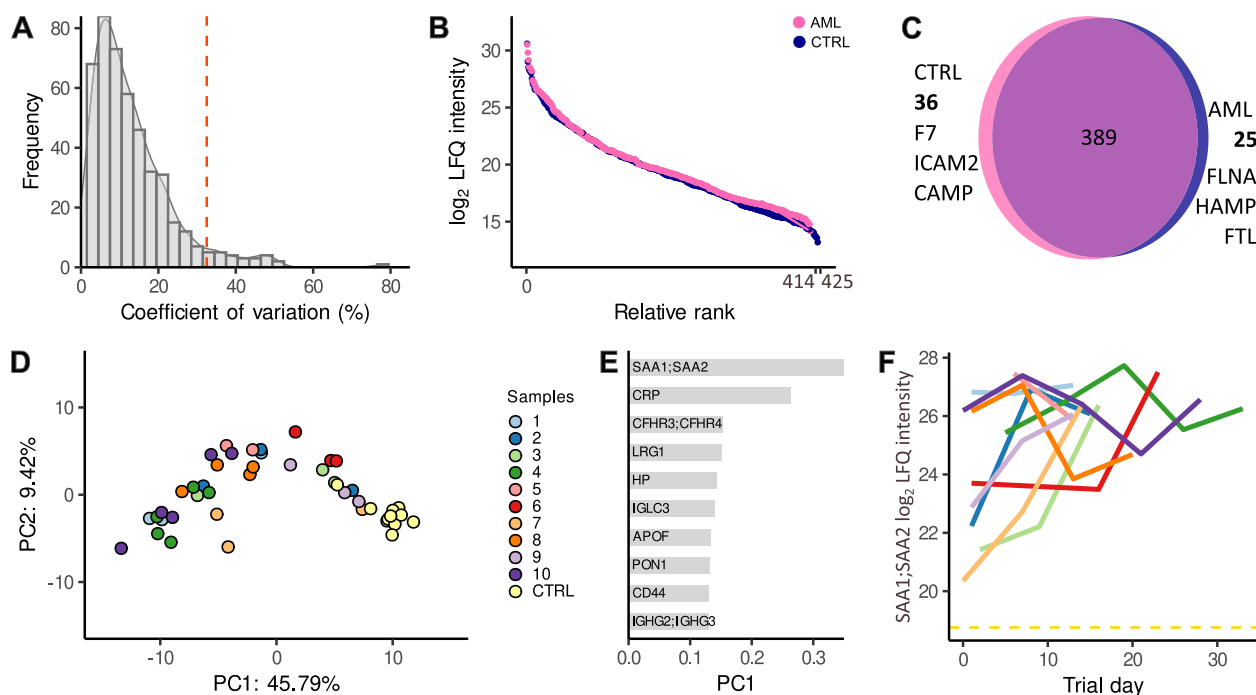 A
80
60
40
20
0
Frequency
0
20
40
60
80
Coefficient of variation (%)
B
AML
CTRL
30
25
20
15
log₂ LFQ intensity
0
414
425
Relative rank
C
CTRL
36
F7
ICAM2
CAMP
389
AML
25
FLNA
HAMP
FTL
D
10
0
-10
PC2: 9.42%
-10
0
10
PC1: 45.79%
Samples
1
2
3
4
5
6
7
8
9
10
CTRL
E
SAA1;SAA2
CRP
CFHR3;CFHR4
LRG1
HP
IGLC3
APOF
PON1
CD44
IGHG2;IGHG3
0.0
0.1
0.2
0.3
PC1
F
28
26
24
22
20
SAA1;SAA2 log₂ LFQ intensity
0
10
20
30
Trial day